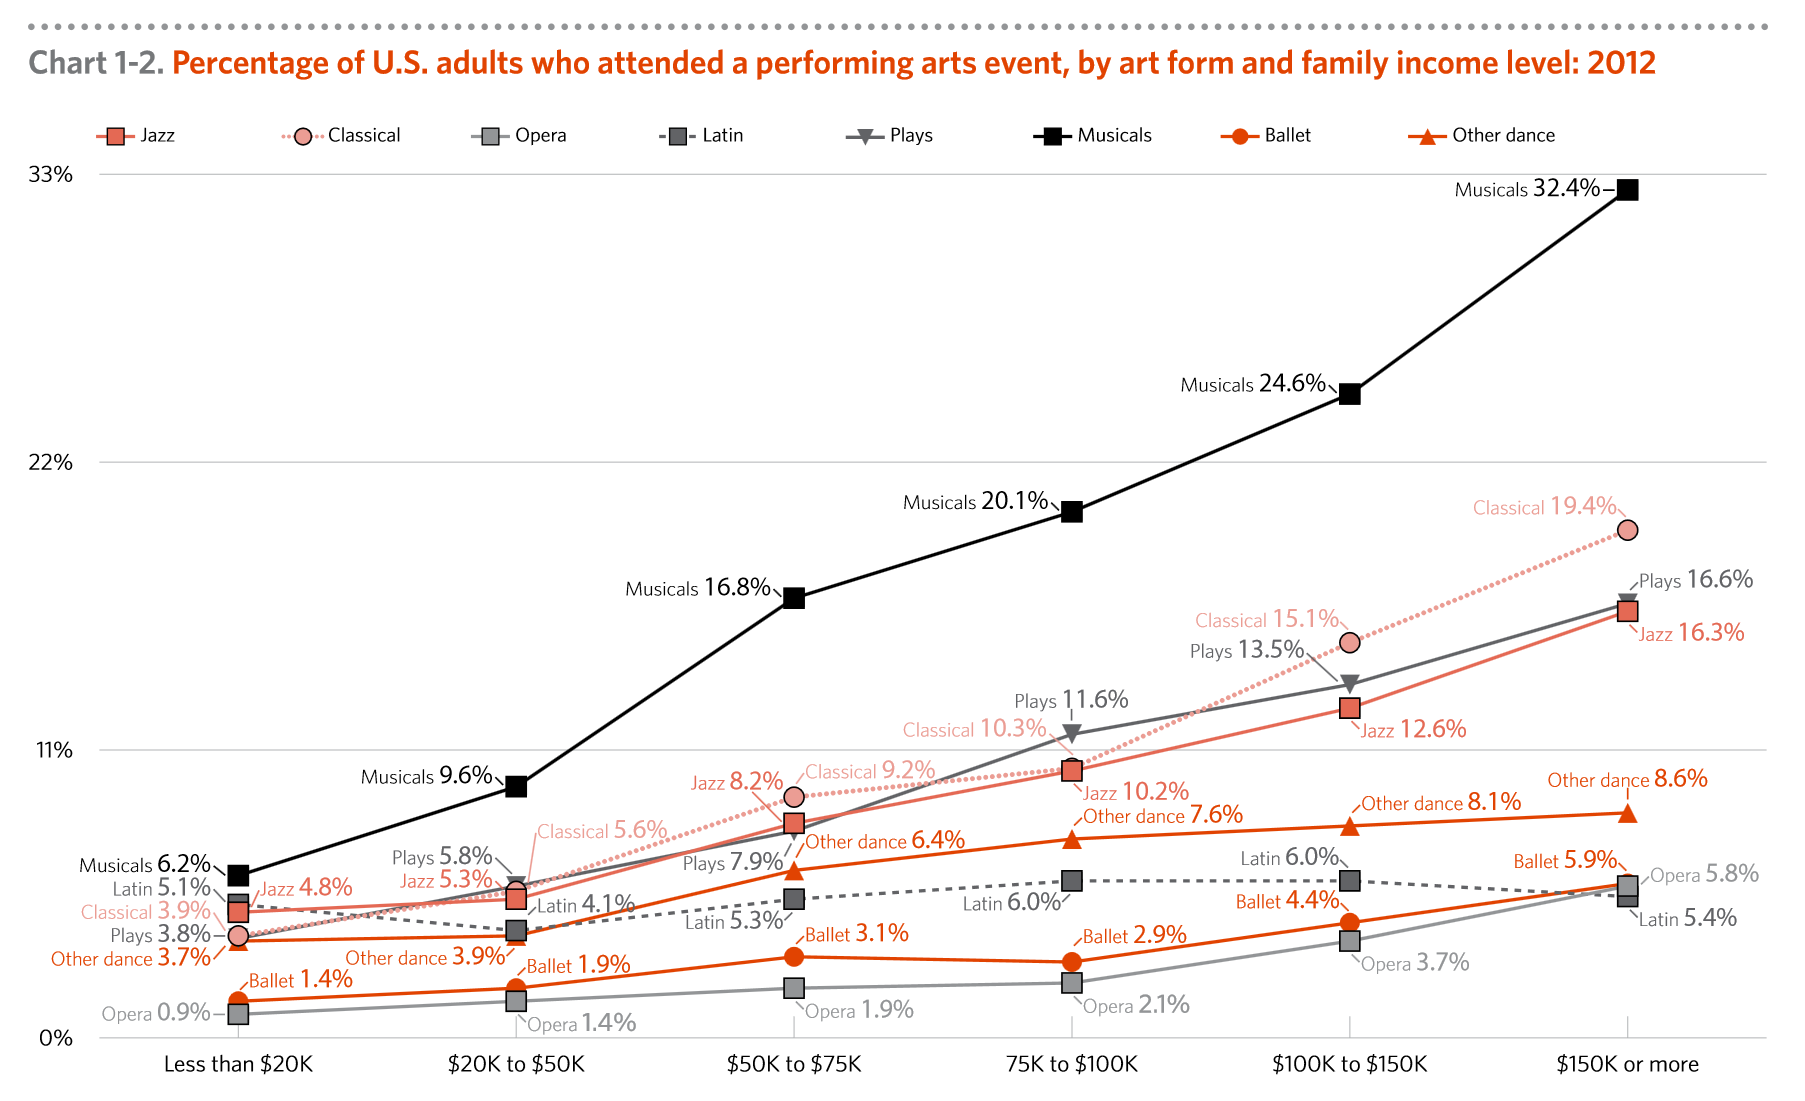 Chart 1-2. Percentage of U.S. adults who attended a performing arts event, by art form and family income level: 2012
Jazz Classical Opera Latin Plays Musicals Ballet Other dance
33%
Musicals 32.4%
22%
Musicals 24.6%
Musicals 20.1%
Classical 19.4%
Musicals 16.8%
Plays 16.6%
Classical 15.1%
Jazz 16.3%
Plays 13.5%
Plays 11.6%
Classical 10.3%
Jazz 12.6%
11%
Musicals 9.6%
Jazz 8.2%
Classical 9.2%
Jazz 10.2%
Other dance 8.6%
Other dance 7.6%
Other dance 8.1%
Classical 5.6%
Other dance 6.4%
Musicals 6.2%
Plays 5.8%
Plays 7.9%
Latin 6.0%
Ballet 5.9%
Opera 5.8%
Latin 5.1%
Jazz 4.8%
Jazz 5.3%
Latin 4.1%
Latin 6.0%
Ballet 4.4%
Classical 3.9%
Latin 5.3%
Latin 5.4%
Plays 3.8%
Ballet 3.1%
Ballet 2.9%
Other dance 3.7%
Other dance 3.9%
Ballet 1.9%
Opera 3.7%
Ballet 1.4%
Opera 0.9%
Opera 1.4%
Opera 1.9%
Opera 2.1%
0%
Less than $20K $20K to $50K $50K to $75K 75K to $100K $100K to $150K $150K or more